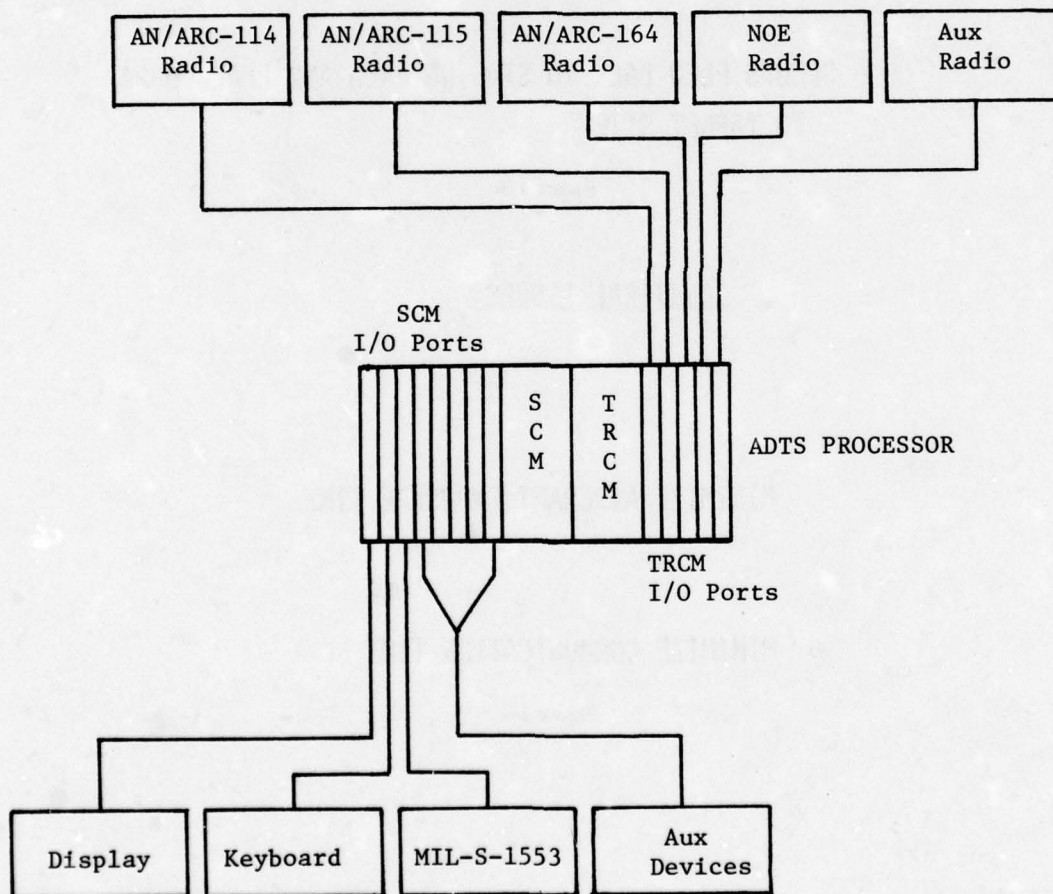 AN/ARC-114
Radio
AN/ARC-115
Radio
AN/ARC-164
Radio
NOE
Radio
Aux
Radio
SCM
I/O Ports
S
C
M
T
R
C
M
ADTS PROCESSOR
TRCM
I/O Ports
Display
Keyboard
MIL-S-1553
Aux
Devices